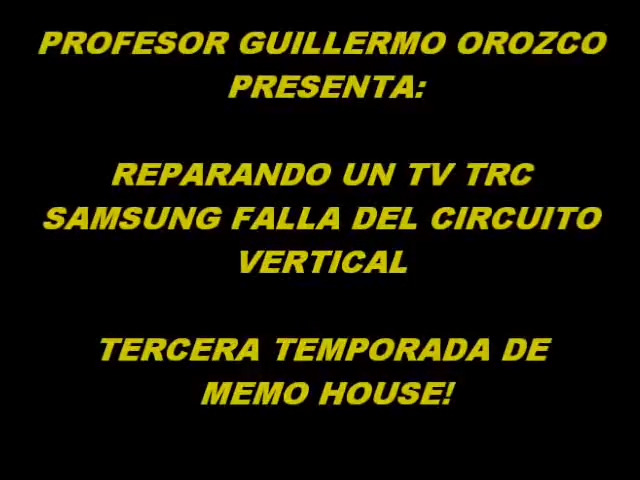 PROFESOR GUILLERMO OROZCO
PRESENTA:
REPARANDO UN TV TRC
SAMSUNG FALLA DEL CIRCUITO
VERTICAL
TERCERA TEMPORADA DE
MEMO HOUSE!